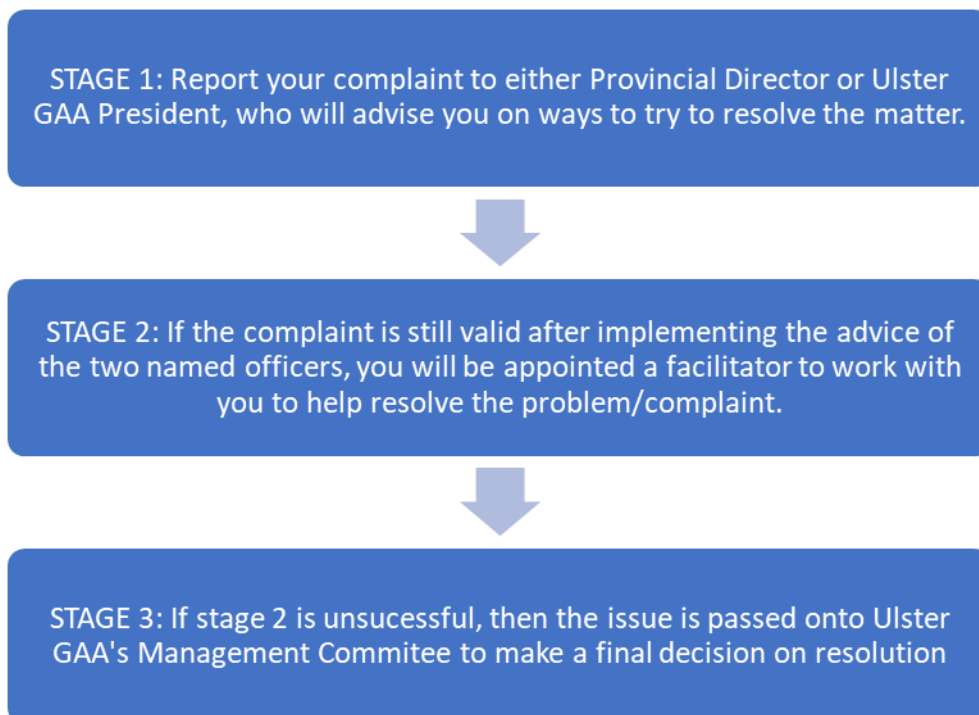 STAGE 1: Report your complaint to either Provincial Director or Ulster
GAA President, who will advise you on ways to try to resolve the matter.
STAGE 2: If the complaint is still valid after implementing the advice of
the two named officers, you will be appointed a facilitator to work with
you to help resolve the problem/complaint.
STAGE 3: If stage 2 is unsucessful, then the issue is passed onto Ulster
GAA's Management Commitee to make a final decision on resolution